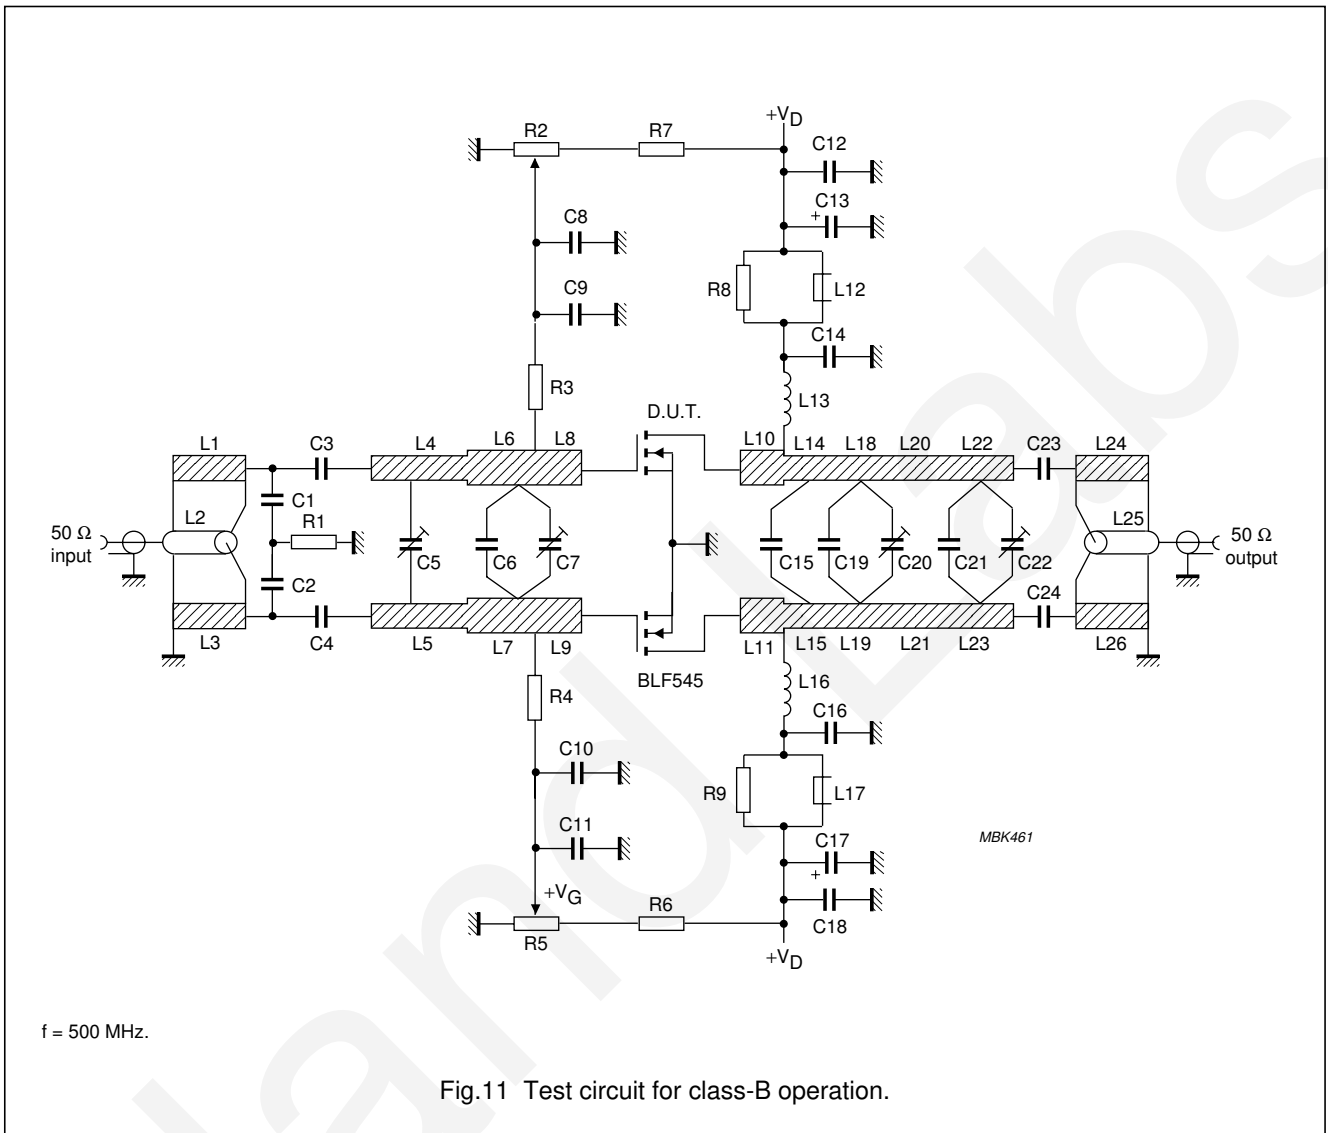 +VD
R2
R7
C12
C13
+
C8
R8
L12
C9
C14
R3
L13
D.U.T.
L1
C3
L4
L6
L8
L10
L14
L18
L20
L22
C23
L24
C1
L2
R1
L25
50 Ω
input
C5
C6
C7
C15
C19
C20
C21
C22
50 Ω
output
C2
C24
L3
C4
L5
L7
L9
L11
L15
L19
L21
L23
L26
BLF545
L16
R4
C16
C10
R9
L17
C11
C17
+
MBK461
+VG
R6
C18
R5
+VD
f = 500 MHz.
Fig.11 Test circuit for class-B operation.
and Labs